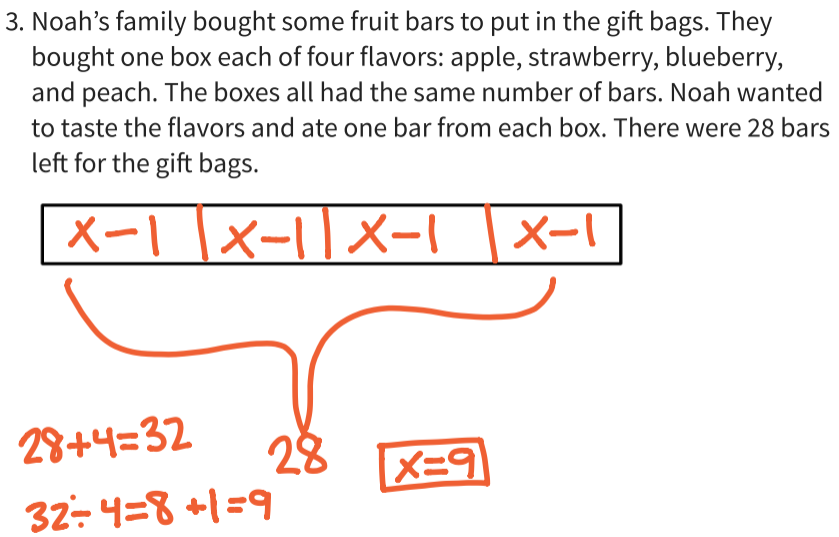 3. Noah's family bought some fruit bars to put in the gift bags. They
bought one box each of four flavors: apple, strawberry, blueberry,
and peach. The boxes all had the same number of bars. Noah wanted
to taste the flavors and ate one bar from each box. There were 28 bars
left for the gift bags.
x-1 | x-1 | x-1 | x-1
28+4=32
28
x=9
32÷4=8+1=9